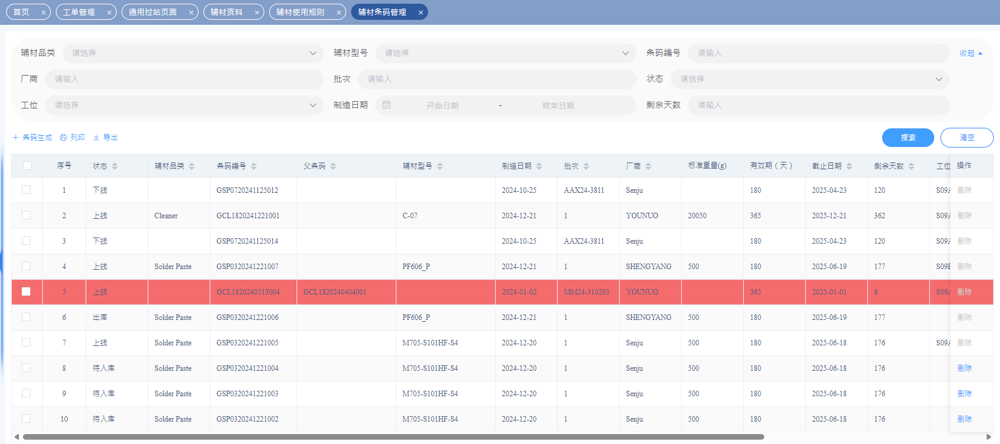 首页 × 工单管理 × 通用过站页面 × 辅材资料 × 辅材使用规则 × 辅材条码管理 ×
辅材品类 请选择 辅材型号 请选择 条码编号 请输入 收起
厂商 请输入 批次 请输入 状态 请选择
工位 请选择 制造日期 开始日期 - 结束日期 剩余天数 请输入
条码生成 列印 导出 搜索 清空
序号 状态 辅材品类 条码编号 父条码 辅材型号 制造日期 批次 厂商 标准重量(g) 有效期（天） 截止日期 剩余天数 工位 操作
1 下线 GSP0720241125012 2024-10-25 AAX24-3811 Senju 180 2025-04-23 120 S09A 删除
2 上线 Cleaner GCL1820241221001 C-07 2024-12-21 1 YOUNUO 20050 365 2025-12-21 362 S09A 删除
3 下线 GSP0720241125014 2024-10-25 AAX24-3811 Senju 180 2025-04-23 120 S09A 删除
4 上线 Solder Paste GSP0320241221007 PF606_P 2024-12-21 1 SHENGYANG 500 180 2025-06-19 177 S09E 删除
5 上线 GCL1820240513004 GCL1820240404001 2024-01-02 MM24-310203 YOUNUO 365 2025-01-01 8 S09A 删除
6 出库 Solder Paste GSP0320241221006 PF606_P 2024-12-21 1 SHENGYANG 500 180 2025-06-19 177 删除
7 上线 Solder Paste GSP0320241221005 M705-S101HF-S4 2024-12-20 1 Senju 500 180 2025-06-18 176 S09A 删除
8 待入库 Solder Paste GSP0320241221004 M705-S101HF-S4 2024-12-20 1 Senju 500 180 2025-06-18 176 删除
9 待入库 Solder Paste GSP0320241221003 M705-S101HF-S4 2024-12-20 1 Senju 500 180 2025-06-18 176 删除
10 待入库 Solder Paste GSP0320241221002 M705-S101HF-S4 2024-12-20 1 Senju 500 180 2025-06-18 176 删除